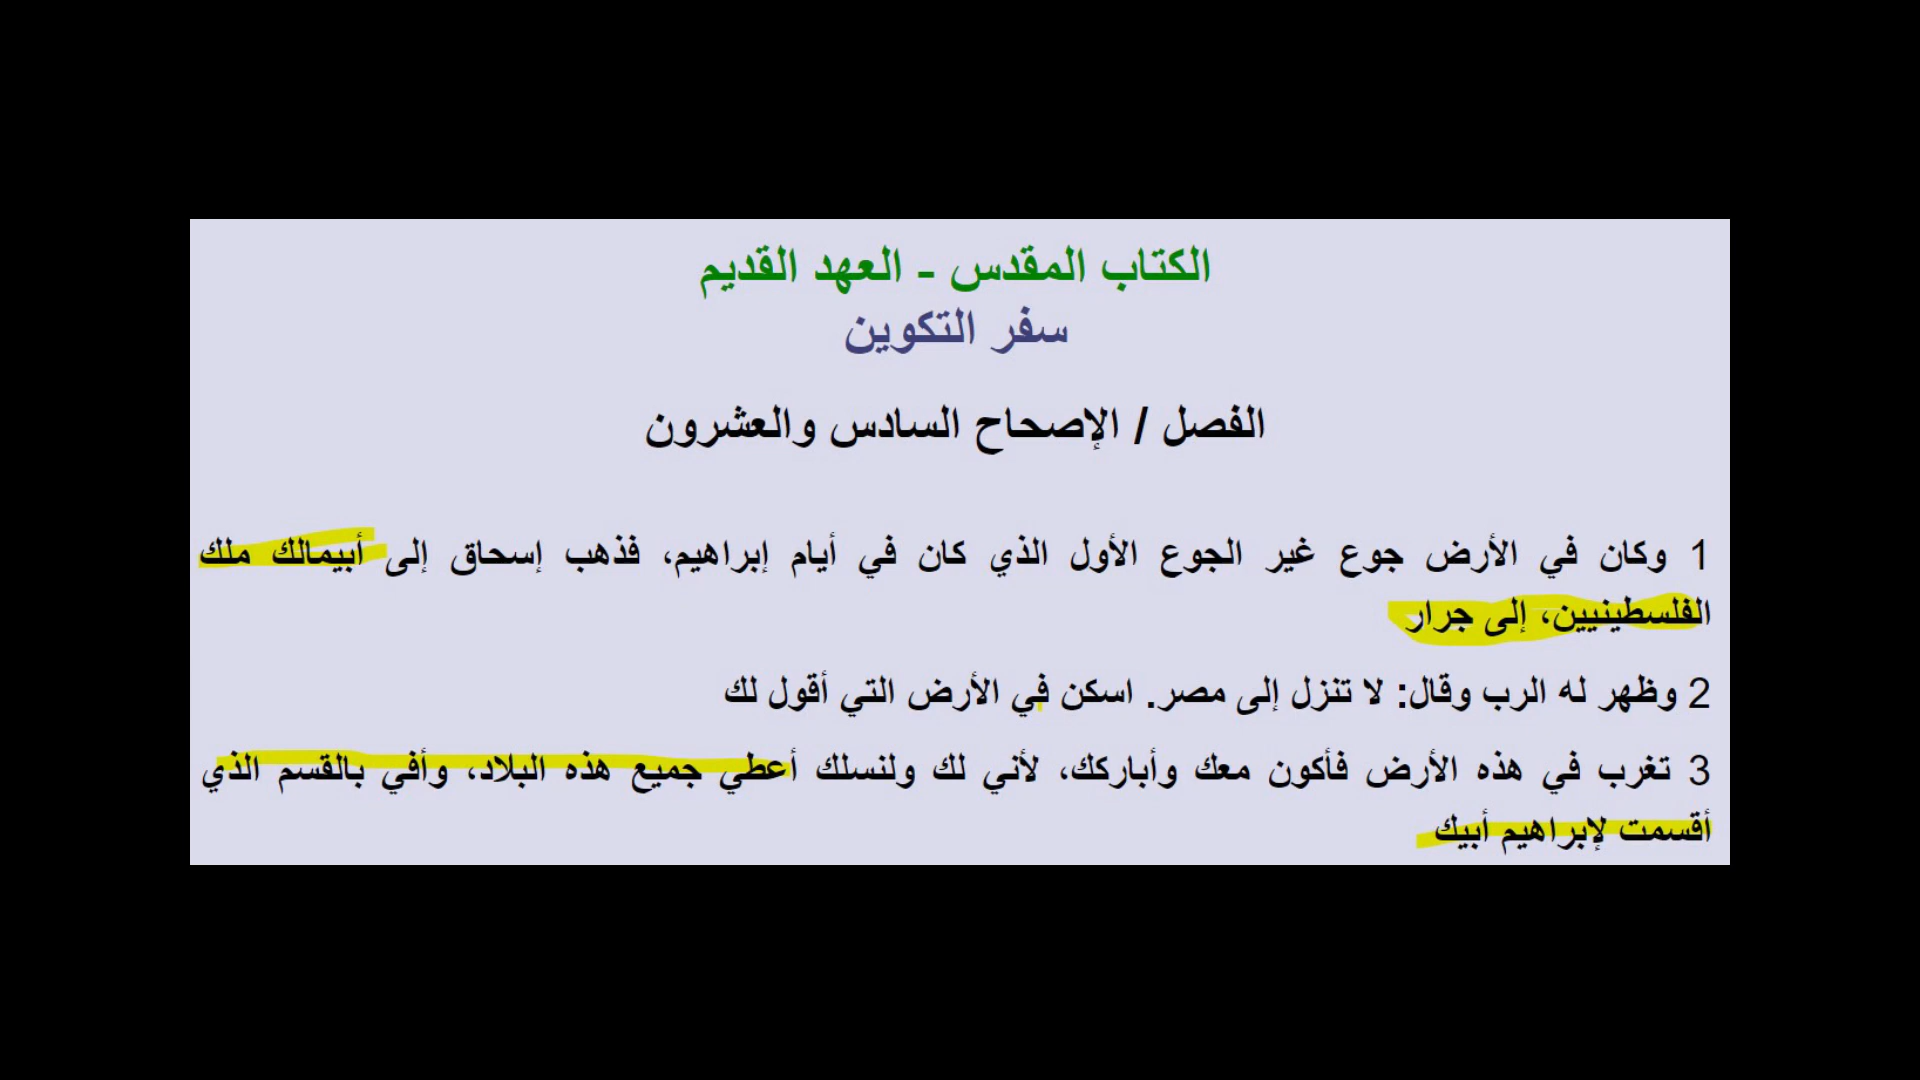 الكتاب المقدس - العهد القديم
سفر التكوين
الفصل / الإصحاح السادس والعشرون
1 وكان في الأرض جوع غير الجوع الأول الذي كان في أيام إبراهيم، فذهب إسحاق إلى أبيمالك ملك
الفلسطينيين، إلى جرار
2 وظهر له الرب وقال: لا تنزل إلى مصر. اسكن في الأرض التي أقول لك
3 تغرب في هذه الأرض فأكون معك وأباركك، لأني لك ولنسلك أعطي جميع هذه البلاد، وأفي بالقسم الذي
أقسمت لإبراهيم أبيك